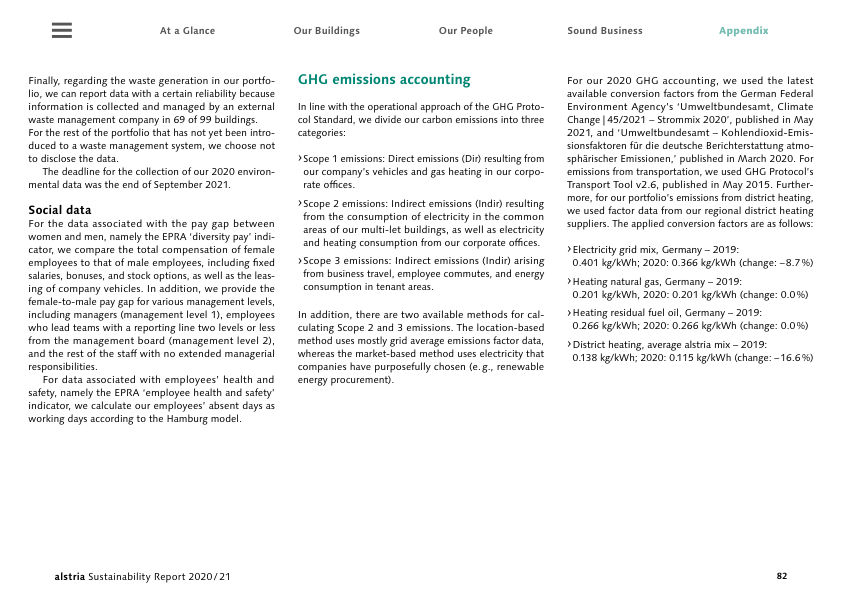 At a Glance
Our Buildings
Our People
Sound Business
Appendix
Finally, regarding the waste generation in our portfo-
lio, we can report data with a certain reliability because
information is collected and managed by an external
waste management company in 69 of 99 buildings.
For the rest of the portfolio that has not yet been intro-
duced to a waste management system, we choose not
to disclose the data.
The deadline for the collection of our 2020 environ-
mental data was the end of September 2021.
Social data
For the data associated with the pay gap between
women and men, namely the EPRA ‘diversity pay’ indi-
cator, we compare the total compensation of female
employees to that of male employees, including fixed
salaries, bonuses, and stock options, as well as the leas-
ing of company vehicles. In addition, we provide the
female-to-male pay gap for various management levels,
including managers (management level 1), employees
who lead teams with a reporting line two levels or less
from the management board (management level 2),
and the rest of the staff with no extended managerial
responsibilities.
For data associated with employees’ health and
safety, namely the EPRA ‘employee health and safety’
indicator, we calculate our employees’ absent days as
working days according to the Hamburg model.
GHG emissions accounting
In line with the operational approach of the GHG Proto-
col Standard, we divide our carbon emissions into three
categories:
› Scope 1 emissions: Direct emissions (Dir) resulting from
our company’s vehicles and gas heating in our corpo-
rate offices.
› Scope 2 emissions: Indirect emissions (Indir) resulting
from the consumption of electricity in the common
areas of our multi-let buildings, as well as electricity
and heating consumption from our corporate offices.
› Scope 3 emissions: Indirect emissions (Indir) arising
from business travel, employee commutes, and energy
consumption in tenant areas.
In addition, there are two available methods for cal-
culating Scope 2 and 3 emissions. The location-based
method uses mostly grid average emissions factor data,
whereas the market-based method uses electricity that
companies have purposefully chosen (e.g., renewable
energy procurement).
For our 2020 GHG accounting, we used the latest
available conversion factors from the German Federal
Environment Agency’s ‘Umweltbundesamt, Climate
Change | 45/2021 – Strommix 2020’, published in May
2021, and ‘Umweltbundesamt – Kohlendioxid-Emis-
sionsfaktoren für die deutsche Berichterstattung atmo-
sphärischer Emissionen,’ published in March 2020. For
emissions from transportation, we used GHG Protocol’s
Transport Tool v2.6, published in May 2015. Further-
more, for our portfolio’s emissions from district heating,
we used factor data from our regional district heating
suppliers. The applied conversion factors are as follows:
› Electricity grid mix, Germany – 2019:
0.401 kg/kWh; 2020: 0.366 kg/kWh (change: –8.7 %)
› Heating natural gas, Germany – 2019:
0.201 kg/kWh, 2020: 0.201 kg/kWh (change: 0.0 %)
› Heating residual fuel oil, Germany – 2019:
0.266 kg/kWh; 2020: 0.266 kg/kWh (change: 0.0 %)
› District heating, average alstria mix – 2019:
0.138 kg/kWh; 2020: 0.115 kg/kWh (change: –16.6 %)
alstria Sustainability Report 2020 / 21
82